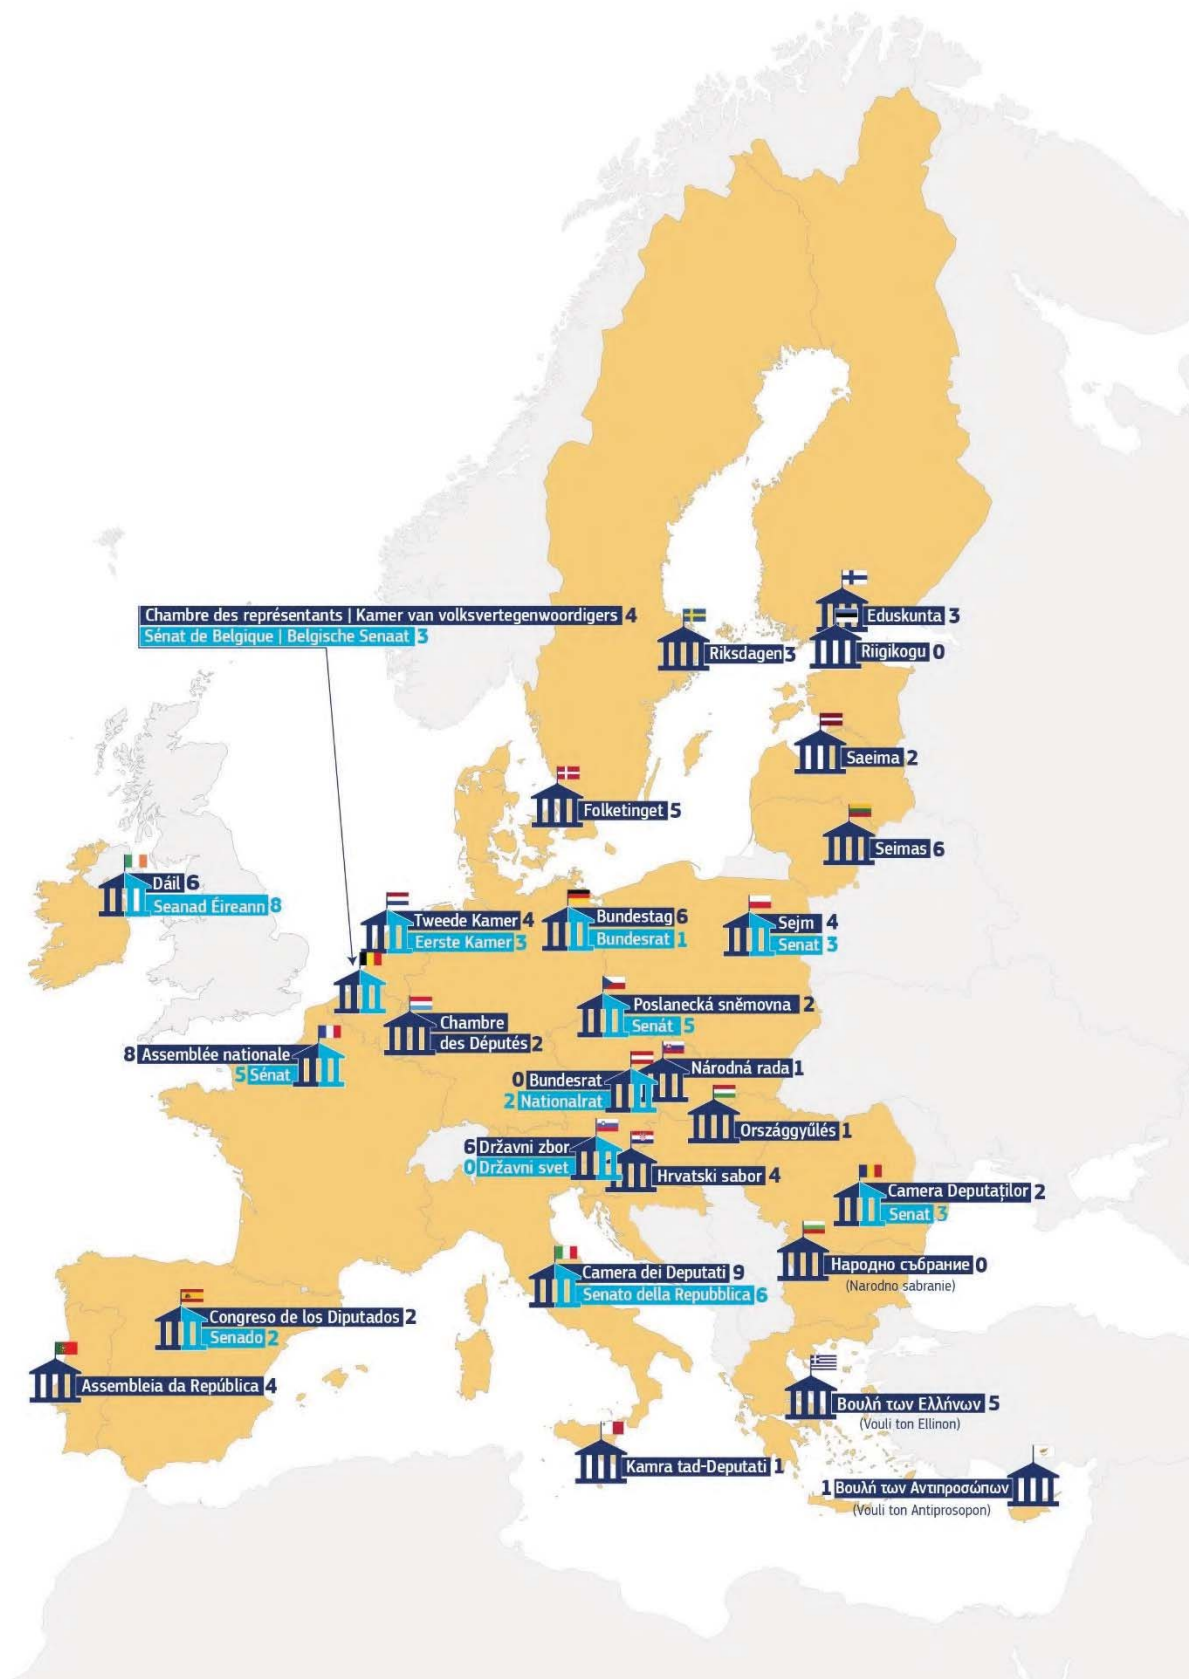 Chambre des représentants | Kamer van volksvertegenwoordigers 4
Sénat de Belgique | Belgische Senaat 3
Eduskunta 3
Riksdagen 3
Riigikogu 0
Saeima 2
Folketinget 5
Seimas 6
Dáil 6
Seanad Éireann 8
Tweede Kamer 4
Eerste Kamer 3
Bundestag 6
Bundesrat 1
Sejm 4
Senat 3
Poslanecká sněmovna 2
Senát 5
Chambre
des Députés 2
8 Assemblée nationale
5 Sénat
Národná rada 1
0 Bundesrat
2 Nationalrat
Országgyűlés 1
6 Državni zbor
0 Državni svet
Hrvatski sabor 4
Camera Deputaților 2
Senat 3
Народно събрание 0
(Narodno sabranie)
Camera dei Deputati 9
Senato della Repubblica 6
Congreso de los Diputados 2
Senado 2
Assembleia da República 4
Βουλή των Ελλήνων 5
(Vouli ton Ellinon)
Kamra tad-Deputati 1
1 Βουλή των Αντιπροσώπων
(Vouli ton Antiprosopon)